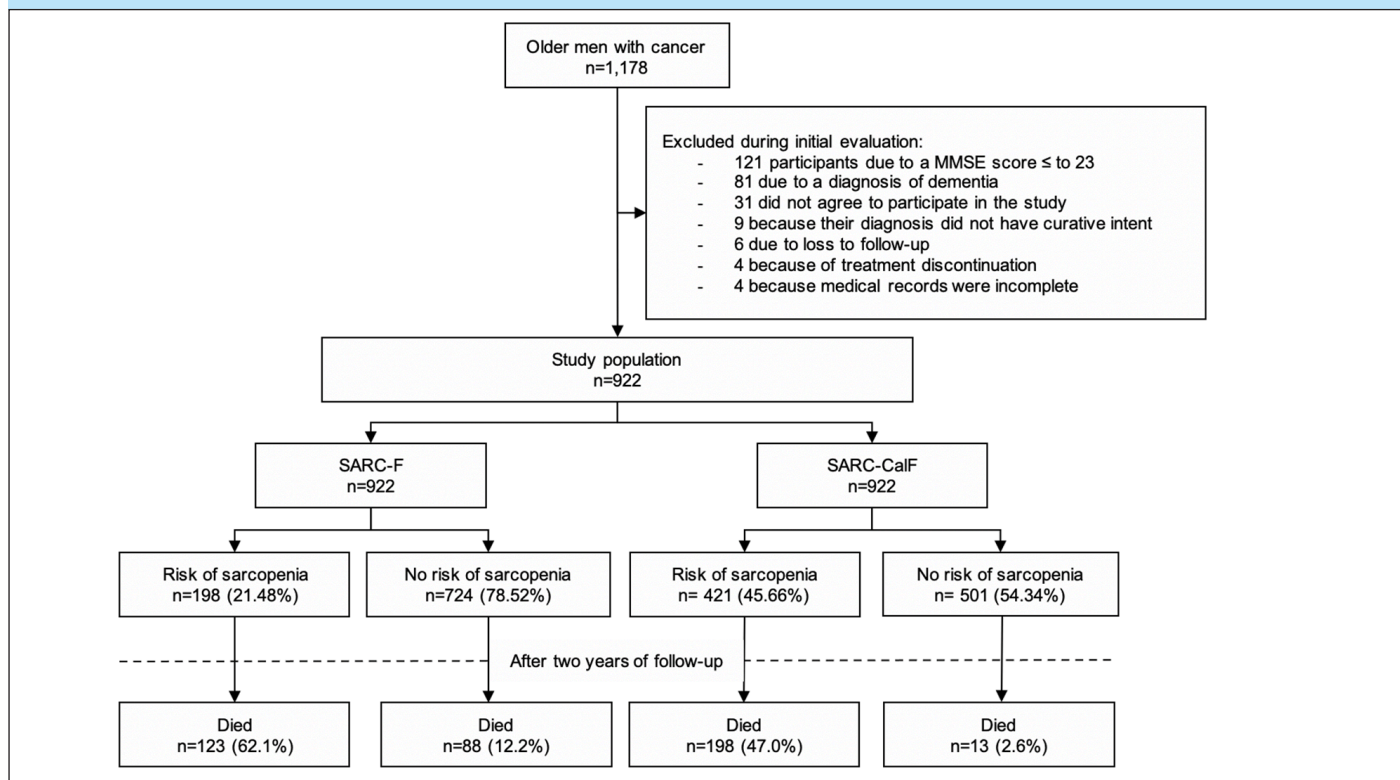 Older men with cancer
n=1,178
Excluded during initial evaluation:
- 121 participants due to a MMSE score ≤ to 23
- 81 due to a diagnosis of dementia
- 31 did not agree to participate in the study
- 9 because their diagnosis did not have curative intent
- 6 due to loss to follow-up
- 4 because of treatment discontinuation
- 4 because medical records were incomplete
Study population
n=922
SARC-F
n=922
SARC-CalF
n=922
Risk of sarcopenia
n=198 (21.48%)
No risk of sarcopenia
n=724 (78.52%)
Risk of sarcopenia
n= 421 (45.66%)
No risk of sarcopenia
n= 501 (54.34%)
After two years of follow-up
Died
n=123 (62.1%)
Died
n=88 (12.2%)
Died
n=198 (47.0%)
Died
n=13 (2.6%)